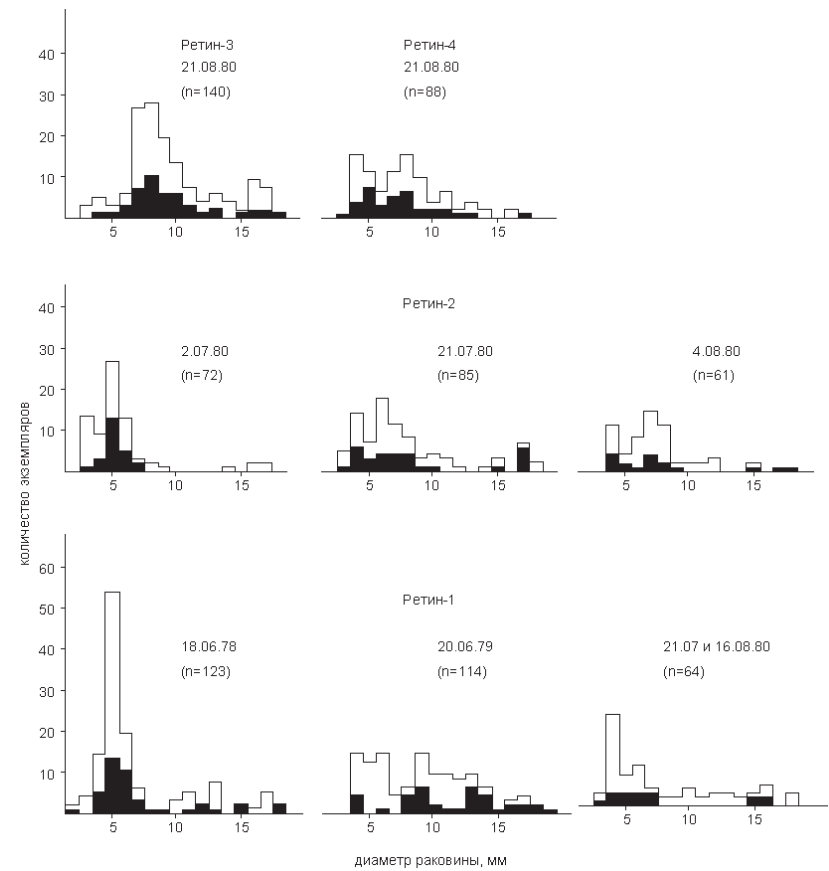 Ретин-3
Ретин-4
21.08.80
21.08.80
(n=140)
(n=88)
40
30
20
10
5 10 15
5 10 15
Ретин-2
2.07.80
21.07.80
4.08.80
(n=72)
(n=85)
(n=61)
40
30
20
10
5 10 15
5 10 15
5 10 15
количество экземпляров
Ретин-1
18.06.78
20.06.79
21.07 и 16.08.80
(n=123)
(n=114)
(n=64)
60
50
40
30
20
10
5 10 15
5 10 15
5 10 15
диаметр раковины, мм